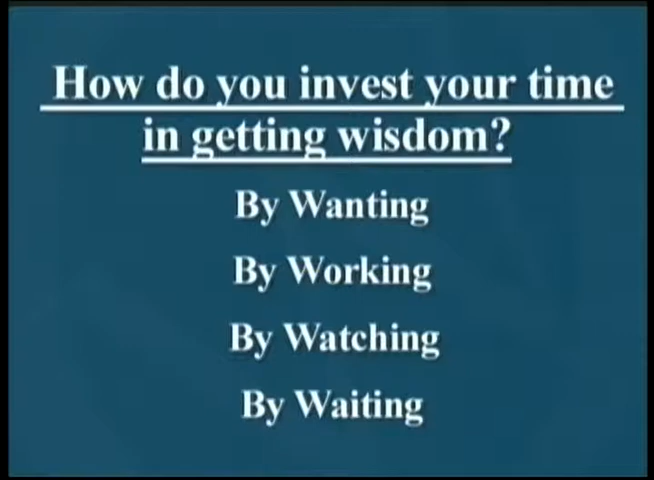 How do you invest your time
in getting wisdom?
By Wanting
By Working
By Watching
By Waiting